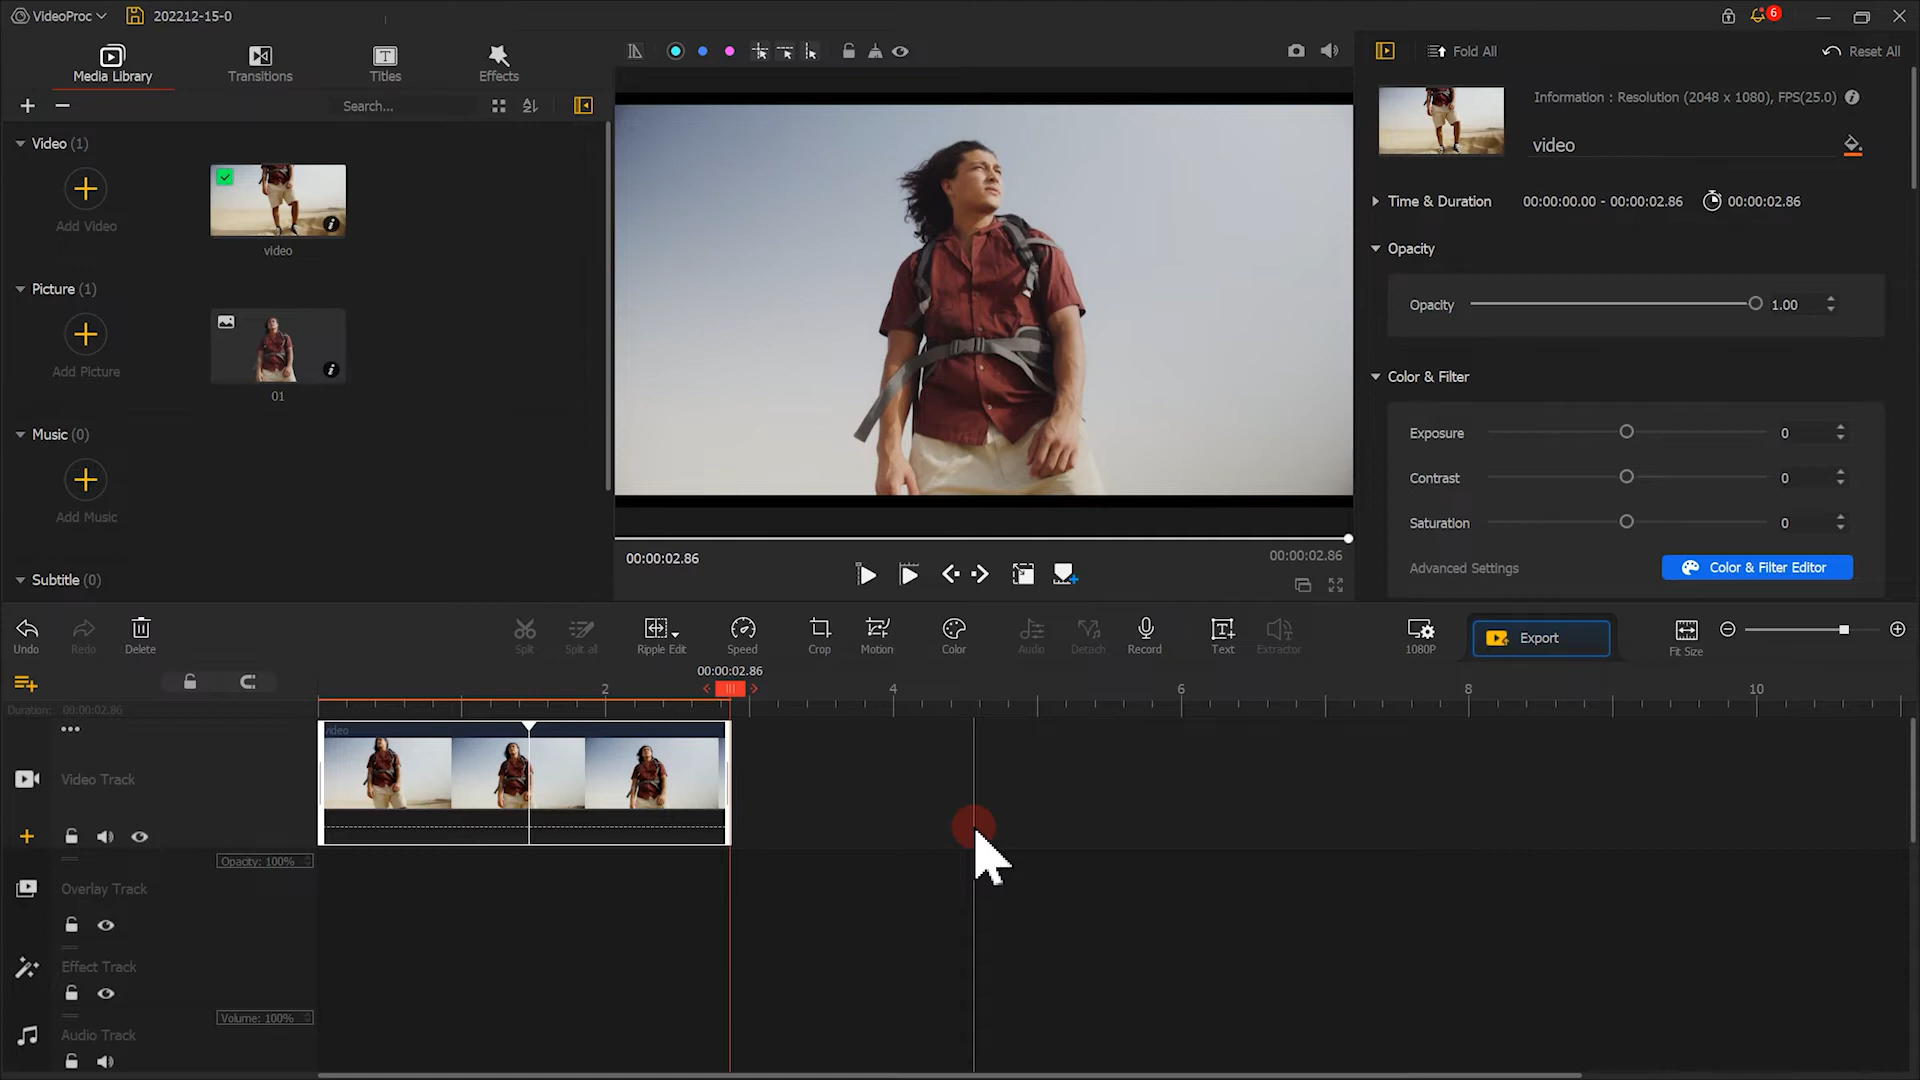 VideoProc
202212-15-0
6
Media Library
Transitions
Titles
Effects
Search...
Video (1)
Add Video
video
Picture (1)
Add Picture
01
Music (0)
Add Music
Subtitle (0)
00:00:02.86
00:00:02.86
Fold All
Reset All
Information : Resolution (2048 x 1080), FPS(25.0)
video
Time & Duration
00:00:00.00 - 00:00:02.86
00:00:02.86
Opacity
Opacity
1.00
Color & Filter
Exposure
0
Contrast
0
Saturation
0
Advanced Settings
Color & Filter Editor
Undo
Redo
Delete
Split
Split all
Ripple Edit
Speed
Crop
Motion
Color
Audio
Detach
Record
Text
Extractor
1080P
Export
Fit Size
00:00:02.86
2
4
6
8
10
Duration: 00:00:02.86
video
Video Track
Opacity: 100%
Overlay Track
Effect Track
Volume: 100%
Audio Track